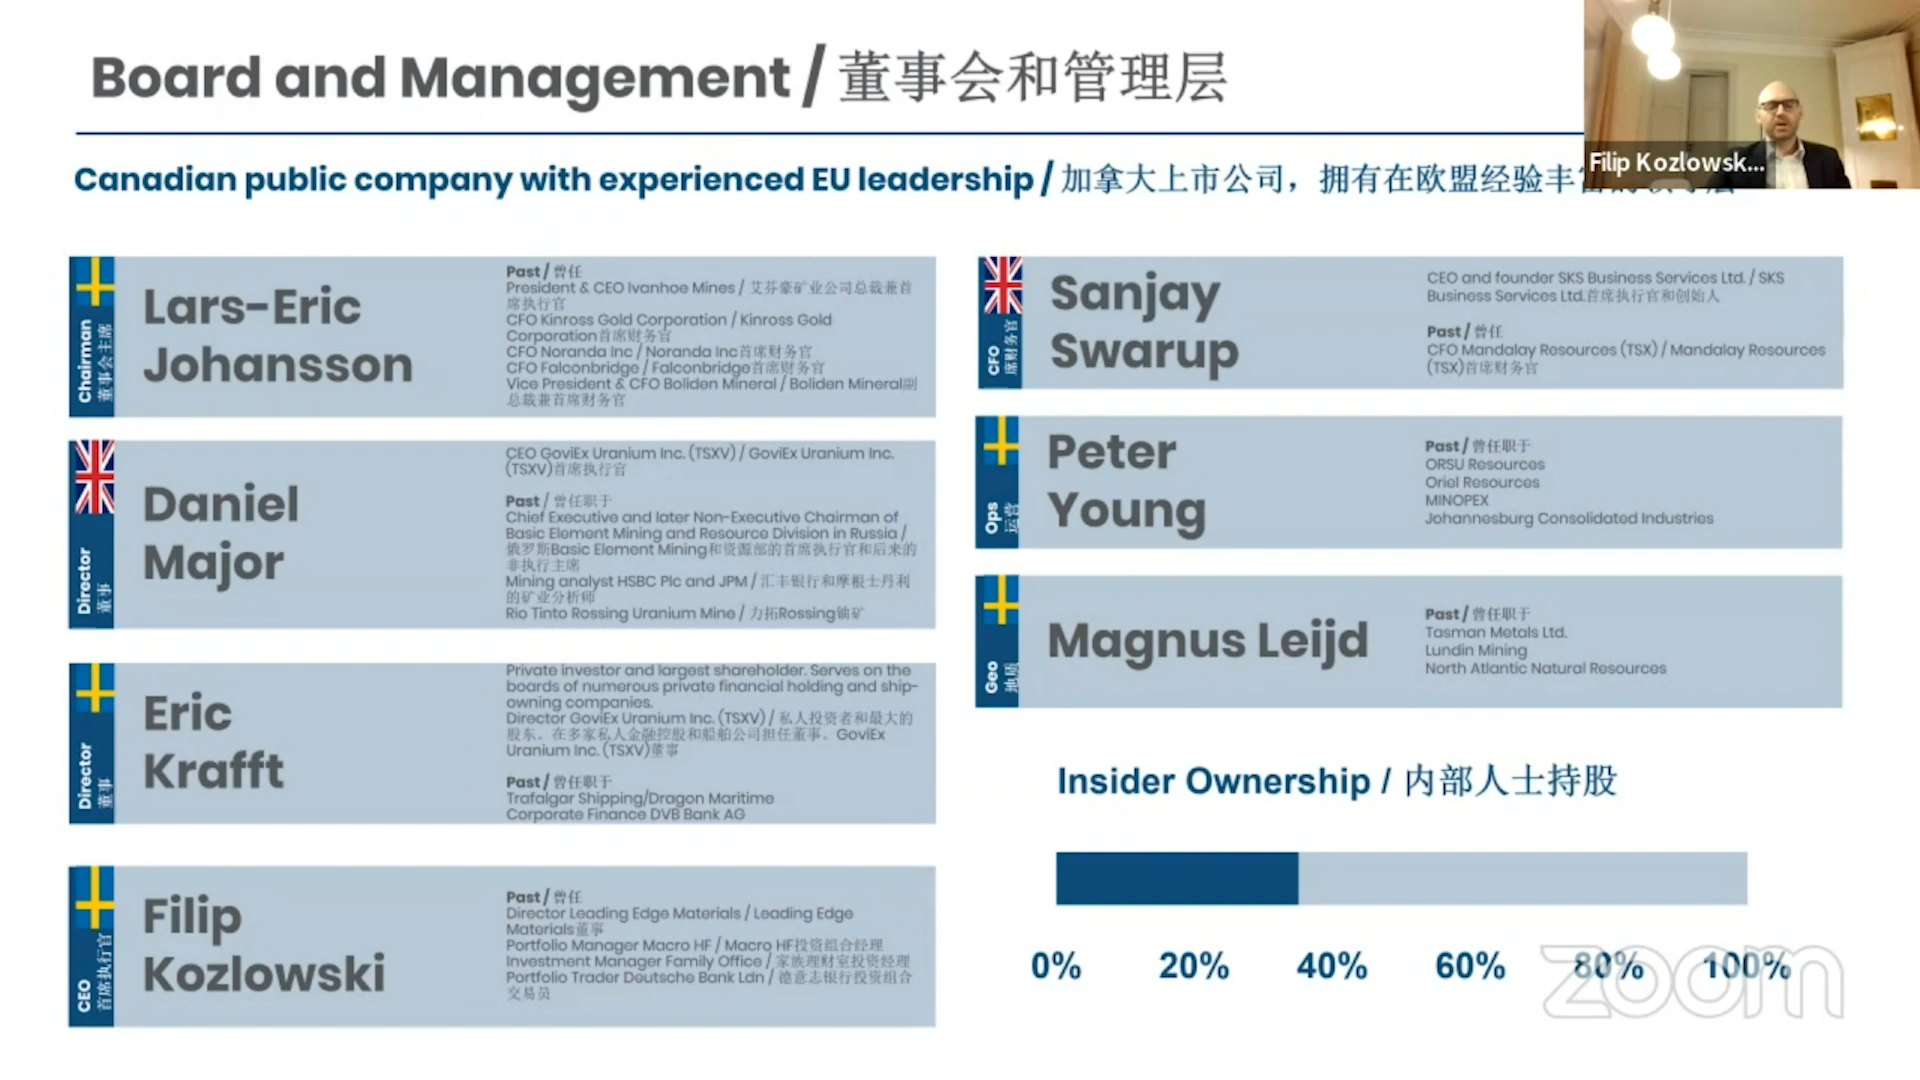 Board and Management / 董事会和管理层
Canadian public company with experienced EU leadership / 加拿大上市公司，拥有在欧盟经验丰
Filip Kozlowsk...
Chairman
董事会主席
Lars-Eric
Johansson
Past / 曾任
President & CEO Ivanhoe Mines / 艾芬豪矿业公司总裁兼首
席执行官
CFO Kinross Gold Corporation / Kinross Gold
Corporation首席财务官
CFO Noranda Inc / Noranda Inc首席财务官
CFO Falconbridge / Falconbridge首席财务官
Vice President & CFO Boliden Mineral / Boliden Mineral副
总裁兼首席财务官
Director
董事
Daniel
Major
CEO GoviEx Uranium Inc. (TSXV) / GoviEx Uranium Inc.
(TSXV)首席执行官
Past / 曾任职于
Chief Executive and later Non-Executive Chairman of
Basic Element Mining and Resource Division in Russia /
俄罗斯Basic Element Mining和资源部的首席执行官和后来的
非执行主席
Mining analyst HSBC Plc and JPM / 汇丰银行和摩根士丹利
的矿业分析师
Rio Tinto Rossing Uranium Mine / 力拓Rossing铀矿
Director
董事
Eric
Krafft
Private investor and largest shareholder. Serves on the
boards of numerous private financial holding and ship-
owning companies.
Director GoviEx Uranium Inc. (TSXV) / 私人投资者和最大的
股东。在多家私人金融控股和船舶公司担任董事。GoviEx
Uranium Inc. (TSXV)董事
Past / 曾任职于
Trafalgar Shipping/Dragon Maritime
Corporate Finance DVB Bank AG
CEO
首席执行官
Filip
Kozlowski
Past / 曾任
Director Leading Edge Materials / Leading Edge
Materials董事
Portfolio Manager Macro HF / Macro HF投资组合经理
Investment Manager Family Office / 家族理财室投资经理
Portfolio Trader Deutsche Bank Ldn / 德意志银行投资组合
交易员
CFO
席财务官
Sanjay
Swarup
CEO and founder SKS Business Services Ltd. / SKS
Business Services Ltd.首席执行官和创始人
Past / 曾任
CFO Mandalay Resources (TSX) / Mandalay Resources
(TSX)首席财务官
Ops
运营
Peter
Young
Past / 曾任职于
ORSU Resources
Oriel Resources
MINOPEX
Johannesburg Consolidated Industries
Geo
地质
Magnus Leijd
Past / 曾任职于
Tasman Metals Ltd.
Lundin Mining
North Atlantic Natural Resources
Insider Ownership / 内部人士持股
0% 20% 40% 60% 80% 100%
zoom